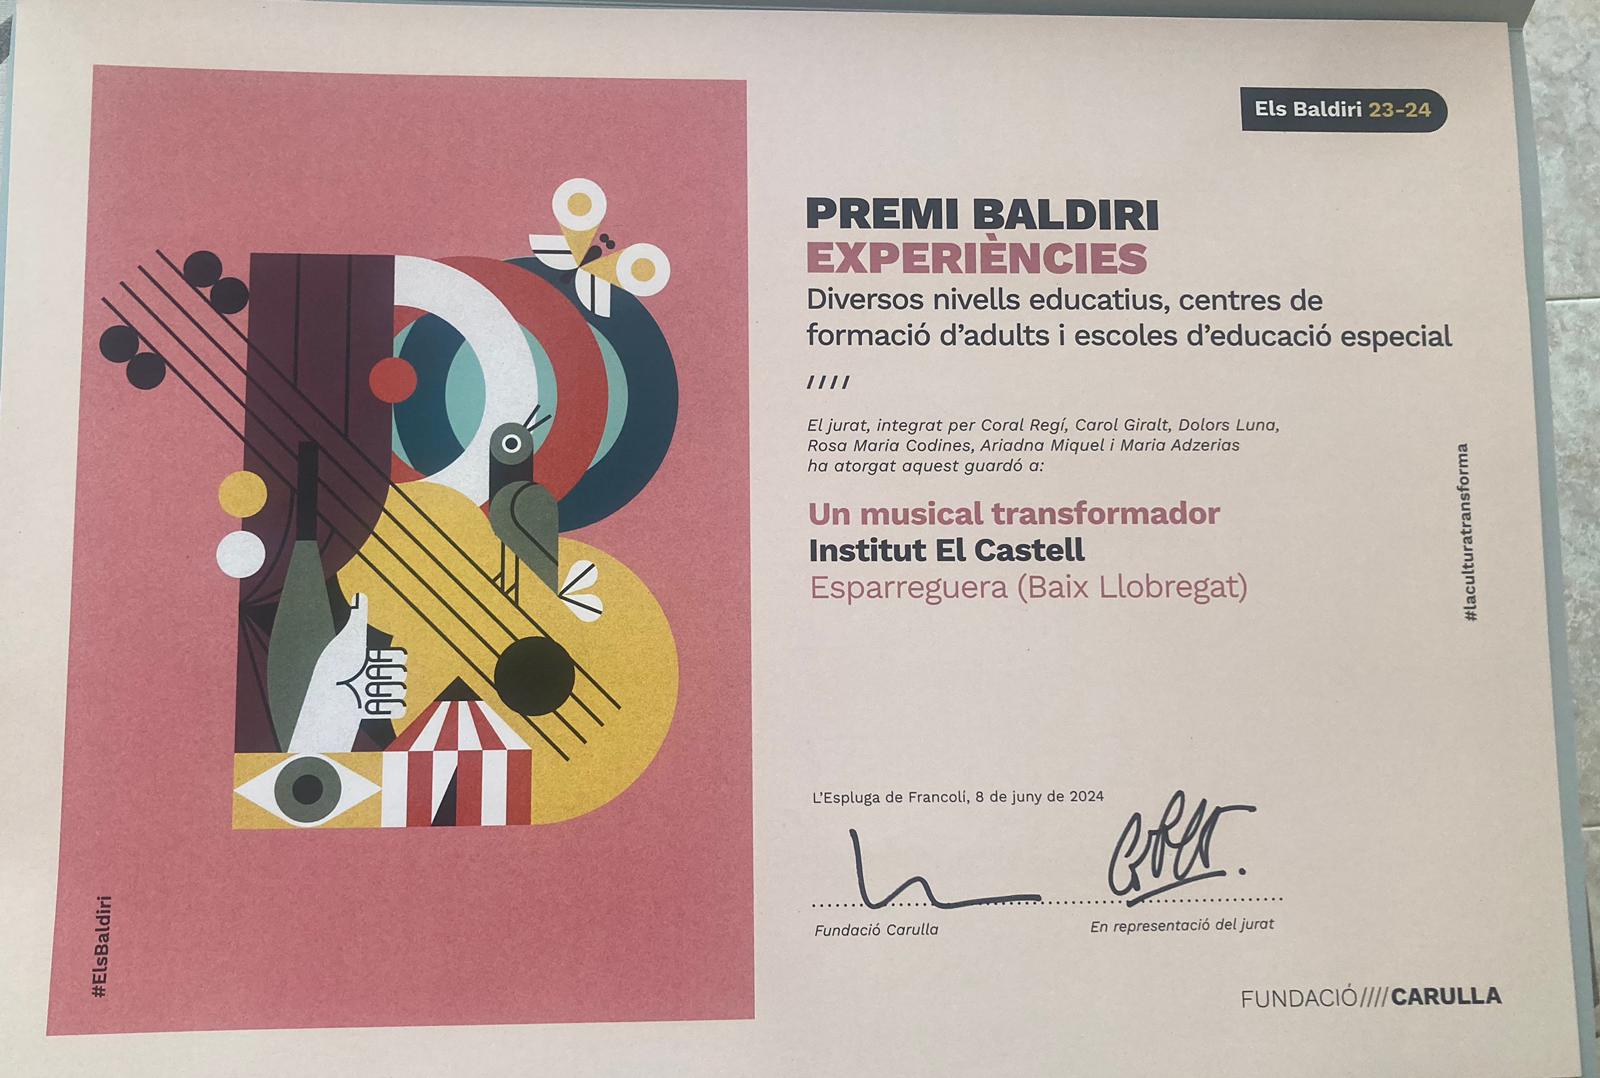 Els Baldiri 23-24
PREMI BALDIRI
EXPERIÈNCIES
Diversos nivells educatius, centres de
formació d'adults i escoles d'educació especial
////
El jurat, integrat per Coral Regí, Carol Giralt, Dolors Luna,
Rosa Maria Codines, Ariadna Miquel i Maria Adzerias
ha atorgat aquest guardó a:
Un musical transformador
Institut El Castell
Esparreguera (Baix Llobregat)
#laculturatransforma
L'Espluga de Francolí, 8 de juny de 2024
Fundació Carulla
En representació del jurat
#ElsBaldiri
FUNDACIÓ////CARULLA